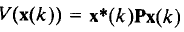 V(x(k)) = x*(k)Px(k)